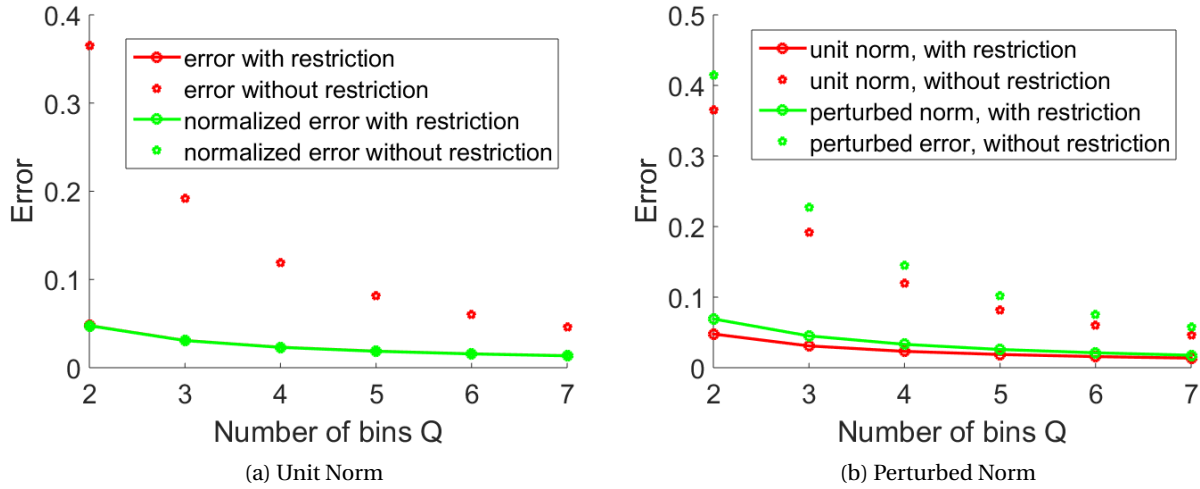 0.4
0.3
0.2
0.1
0
Error
error with restriction
error without restriction
normalized error with restriction
normalized error without restriction
2 3 4 5 6 7
Number of bins Q
(a) Unit Norm
0.5
0.4
0.3
0.2
0.1
0
Error
unit norm, with restriction
unit norm, without restriction
perturbed norm, with restriction
perturbed error, without restriction
2 3 4 5 6 7
Number of bins Q
(b) Perturbed Norm